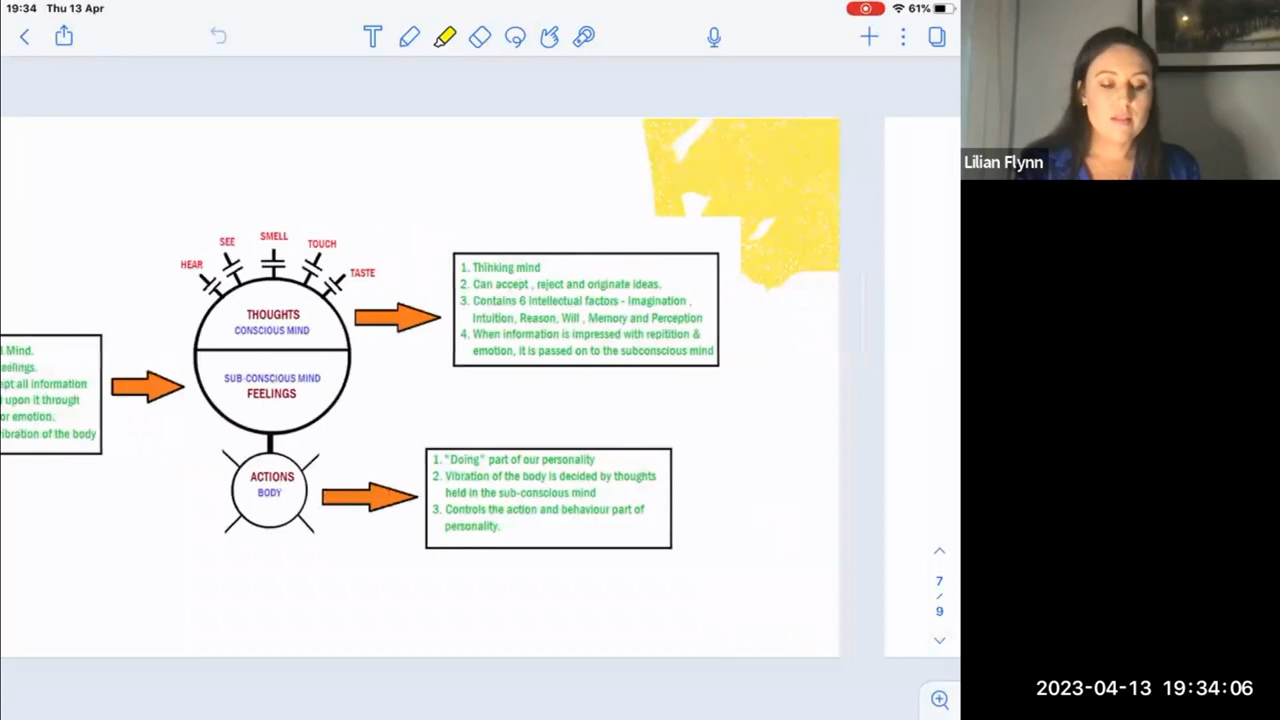 19:34 Thu 13 Apr
61%
Lilian Flynn
HEAR
SEE
SMELL
TOUCH
TASTE
THOUGHTS
CONSCIOUS MIND
SUB-CONSCIOUS MIND
FEELINGS
ACTIONS
BODY
1. Thinking mind
2. Can accept , reject and originate ideas.
3. Contains 6 intellectual factors - Imagination ,
Intuition, Reason, Will , Memory and Perception
4. When information is impressed with repitition &
emotion, it is passed on to the subconscious mind
Mind.
eelings.
ept all information
upon it through
or emotion.
vibration of the body
1. "Doing" part of our personality
2. Vibration of the body is decided by thoughts
held in the sub-conscious mind
3. Controls the action and behaviour part of
personality.
7
/
9
2023-04-13 19:34:06